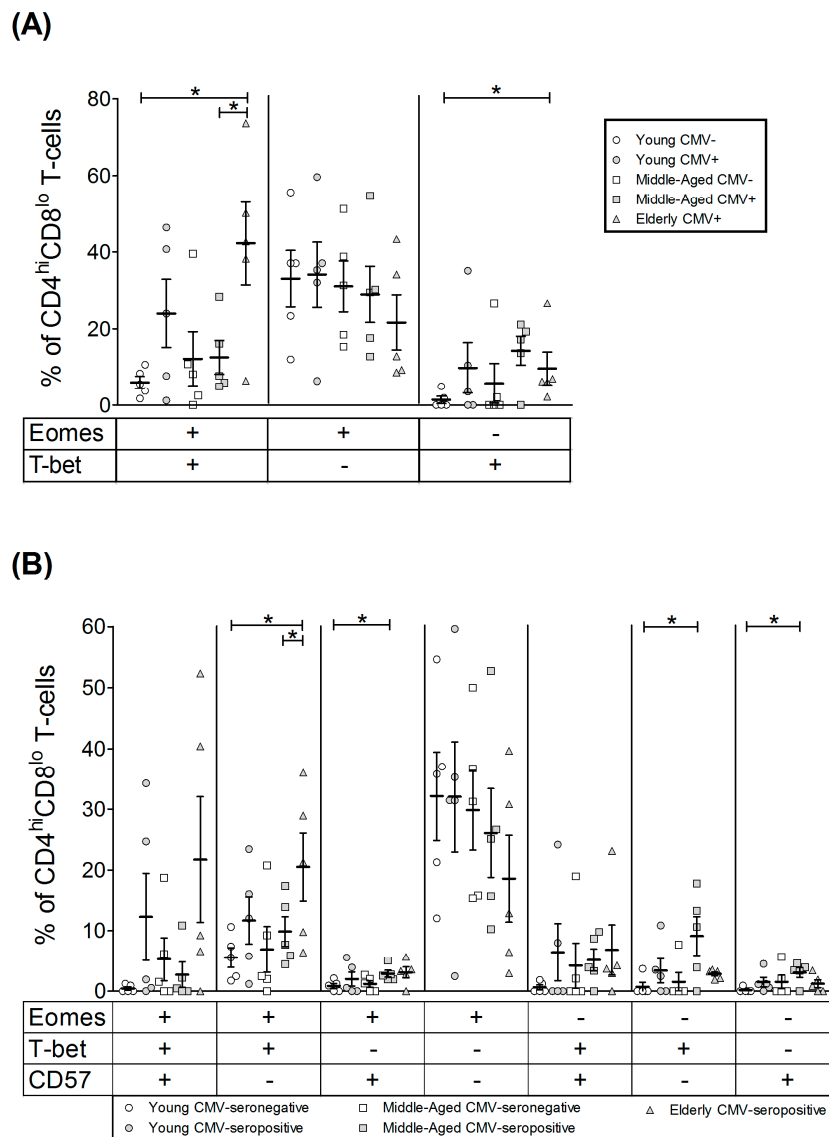 (A)
* * *
80
60
40
20
0
% of CD4hiCD8lo T-cells
Young CMV-
Young CMV+
Middle-Aged CMV-
Middle-Aged CMV+
Elderly CMV+
Eomes + + -
T-bet + - +
(B)
* * * * *
60
50
40
30
20
10
0
% of CD4hiCD8lo T-cells
Eomes + + + + - - -
T-bet + + - - + + -
CD57 + - + - + - +
Young CMV-seronegative Middle-Aged CMV-seronegative Elderly CMV-seropositive
Young CMV-seropositive Middle-Aged CMV-seropositive